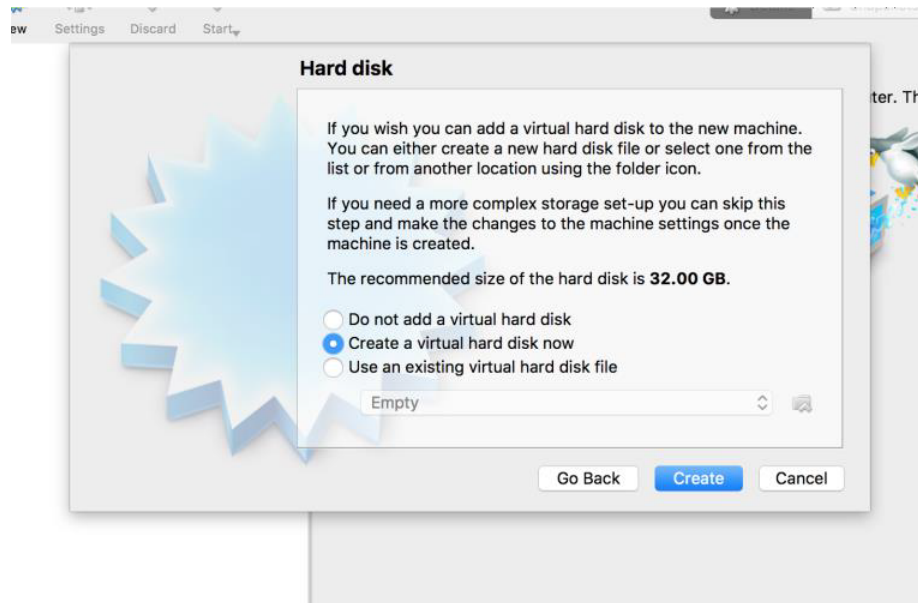 ew Settings Discard Start
Hard disk
ter. Th
If you wish you can add a virtual hard disk to the new machine.
You can either create a new hard disk file or select one from the
list or from another location using the folder icon.
If you need a more complex storage set-up you can skip this
step and make the changes to the machine settings once the
machine is created.
The recommended size of the hard disk is 32.00 GB.
Do not add a virtual hard disk
Create a virtual hard disk now
Use an existing virtual hard disk file
Empty
Go Back Create Cancel